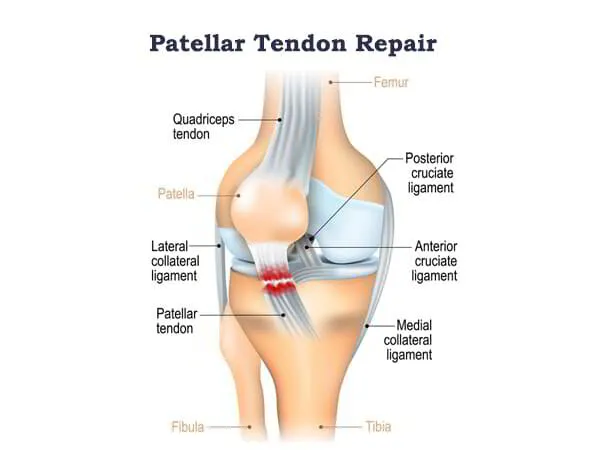 Patellar Tendon Repair
Femur
Quadriceps
tendon
Posterior
cruciate
ligament
Patella
Lateral
collateral
ligament
Anterior
cruciate
ligament
Patellar
tendon
Medial
collateral
ligament
Fibula
Tibia